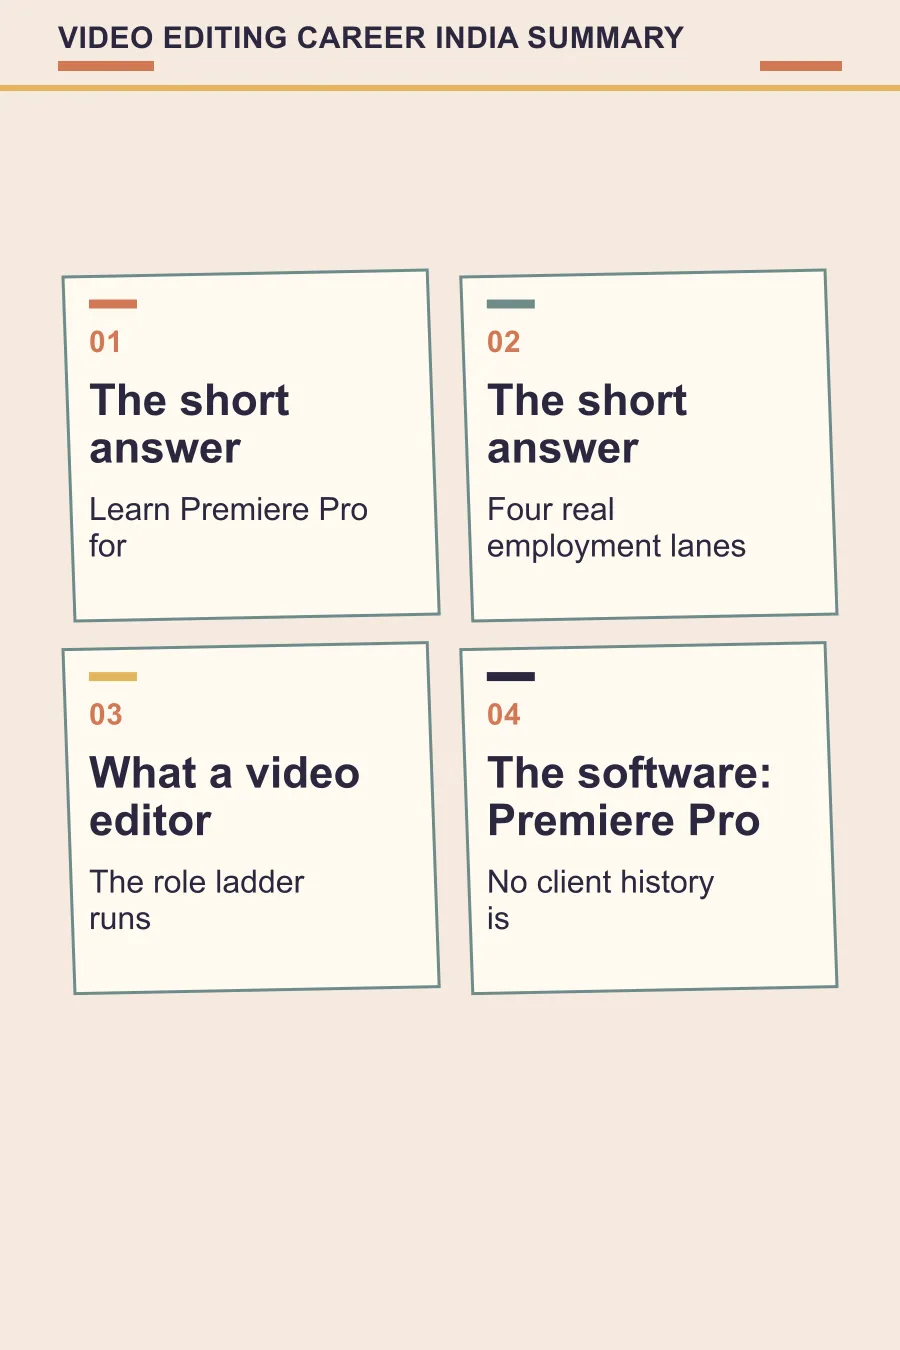 VIDEO EDITING CAREER INDIA SUMMARY
01
The short
answer
Learn Premiere Pro
for
02
The short
answer
Four real
employment lanes
03
What a video
editor
The role ladder
runs
04
The software:
Premiere Pro
No client history
is